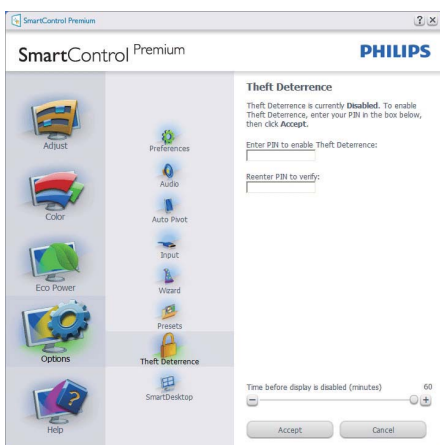 SmartControl Premium
SmartControl Premium
PHILIPS
Adjust
Color
Eco Power
Options
Help
Preferences
Audio
Auto Pivot
Input
Wizard
Presets
Theft Deterrence
SmartDesktop
Theft Deterrence
Theft Deterrence is currently Disabled. To enable
Theft Deterrence, enter your PIN in the box below,
then click Accept.
Enter PIN to enable Theft Deterrence:
Reenter PIN to verify:
Time before display is disabled (minutes) 60
Accept
Cancel